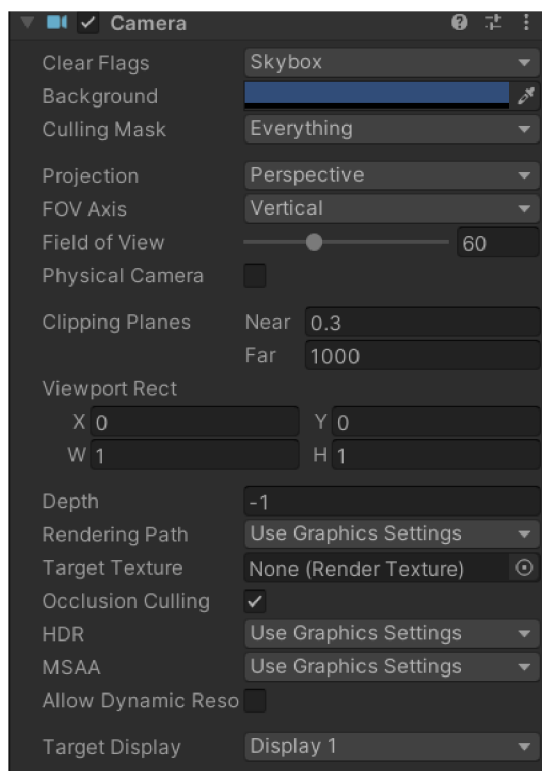 Camera
Clear Flags Skybox
Background
Culling Mask Everything
Projection Perspective
FOV Axis Vertical
Field of View 60
Physical Camera
Clipping Planes Near 0.3
Far 1000
Viewport Rect
X 0 Y 0
W 1 H 1
Depth -1
Rendering Path Use Graphics Settings
Target Texture None (Render Texture)
Occlusion Culling
HDR Use Graphics Settings
MSAA Use Graphics Settings
Allow Dynamic Reso
Target Display Display 1